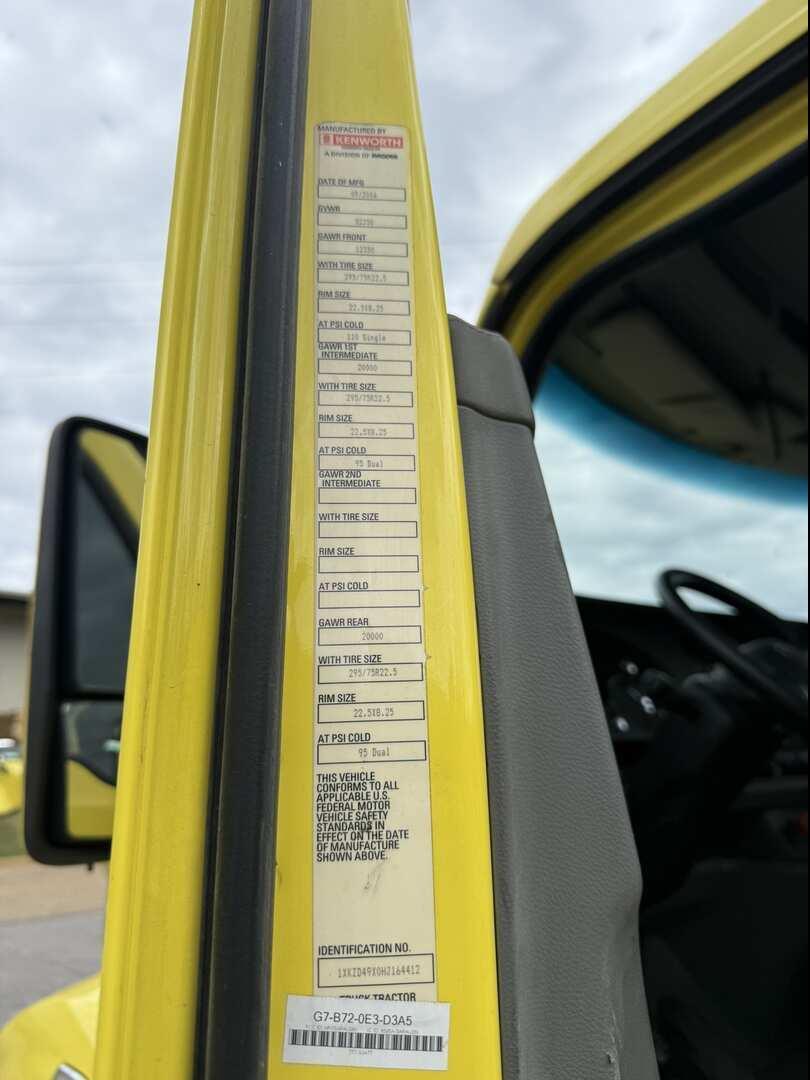 MANUFACTURED BY
KENWORTH
A DIVISION OF PACCAR
DATE OF MFG
GVWR
52350
GAWR FRONT
12350
WITH TIRE SIZE
295/75R22.5
RIM SIZE
22.5X8.25
AT PSI COLD
110 Single
GAWR 1ST
INTERMEDIATE
20000
WITH TIRE SIZE
295/75R22.5
RIM SIZE
22.5X8.25
AT PSI COLD
95 Dual
GAWR 2ND
INTERMEDIATE
WITH TIRE SIZE
RIM SIZE
AT PSI COLD
GAWR REAR
20000
WITH TIRE SIZE
295/75R22.5
RIM SIZE
22.5X8.25
AT PSI COLD
95 Dual
THIS VEHICLE
CONFORMS TO ALL
APPLICABLE U.S.
FEDERAL MOTOR
VEHICLE SAFETY
STANDARDS IN
EFFECT ON THE DATE
OF MANUFACTURE
SHOWN ABOVE.
IDENTIFICATION NO.
1XKZD49X0HJ164412
TRUCK TRACTOR
G7-B72-0E3-D3A5